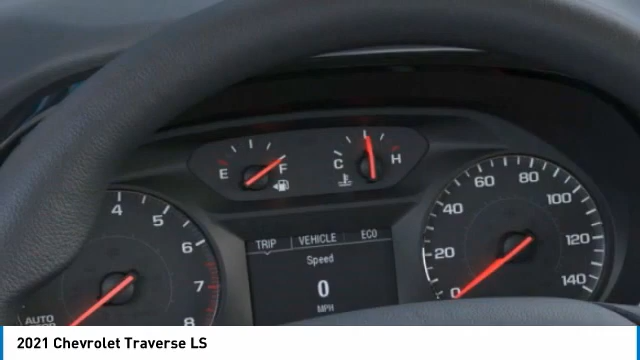 E F
C H
4 5 6 7 8
AUTO
TRIP VEHICLE ECO
Speed
0
MPH
0 20 40 60 80 100 120 140
2021 Chevrolet Traverse LS